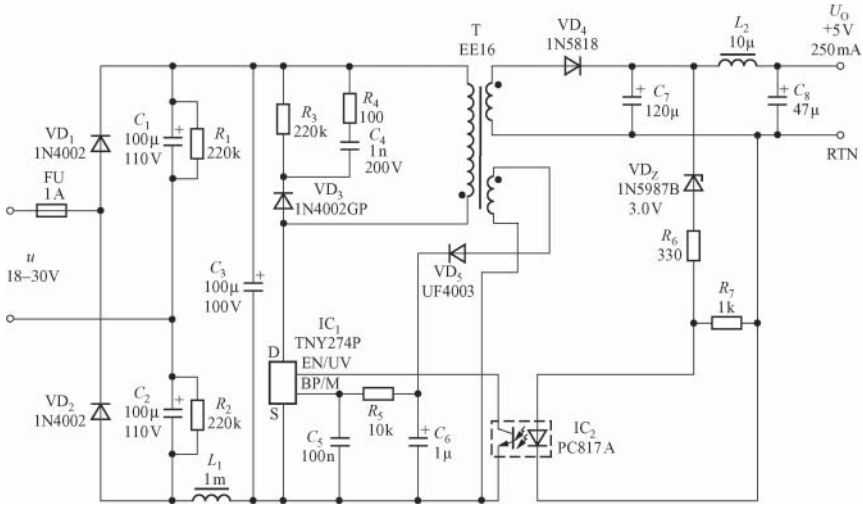 T
EE16
VD4
1N5818
L2
10μ
UO
+5V
250mA
VD1
1N4002
C1
100μ
110V
R1
220k
R3
220k
R4
100
C4
1n
200V
C7
120μ
C8
47μ
RTN
FU
1A
VD3
1N4002GP
VDZ
1N5987B
3.0V
u
18–30V
C3
100μ
100V
VD5
UF4003
R6
330
R7
1k
IC1
TNY274P
D
EN/UV
BP/M
S
VD2
1N4002
C2
100μ
110V
R2
220k
R5
10k
C5
100n
C6
1μ
IC2
PC817A
L1
1m
+
+
+
+
+
+